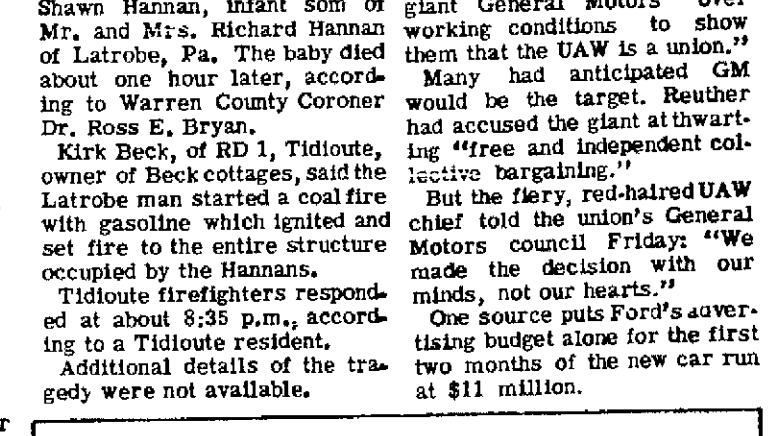 Shawn Hannan, infant son of
Mr. and Mrs. Richard Hannan
of Latrobe, Pa. The baby died
about one hour later, accord-
ing to Warren County Coroner
Dr. Ross E. Bryan.
Kirk Beck, of RD 1, Tidioute,
owner of Beck cottages, said the
Latrobe man started a coal fire
with gasoline which ignited and
set fire to the entire structure
occupied by the Hannans.
Tidioute firefighters respond-
ed at about 8:35 p.m., accord-
ing to a Tidioute resident.
Additional details of the tra-
gedy were not available.
giant General Motors over
working conditions to show
them that the UAW is a union."
Many had anticipated GM
would be the target. Reuther
had accused the giant at thwart-
ing "free and independent col-
lective bargaining."
But the fiery, red-haired UAW
chief told the union's General
Motors council Friday: "We
made the decision with our
minds, not our hearts."
One source puts Ford's adver-
tising budget alone for the first
two months of the new car run
at $11 million.